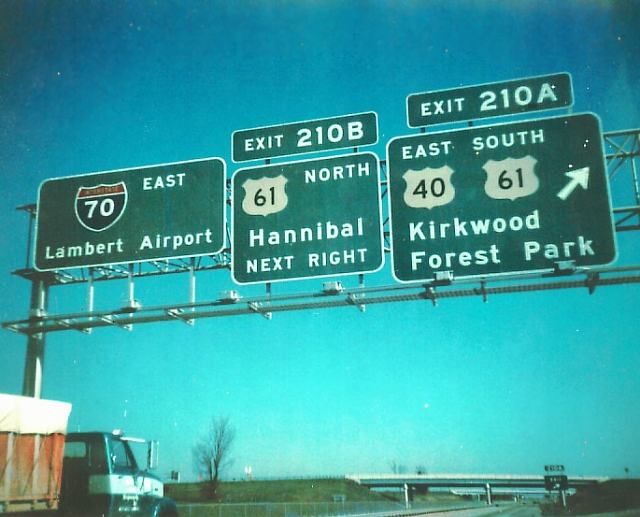 INTERSTATE
70
EAST
Lambert Airport
EXIT 210B
61
NORTH
Hannibal
NEXT RIGHT
EXIT 210A
EAST SOUTH
40
61
Kirkwood
Forest Park
210A